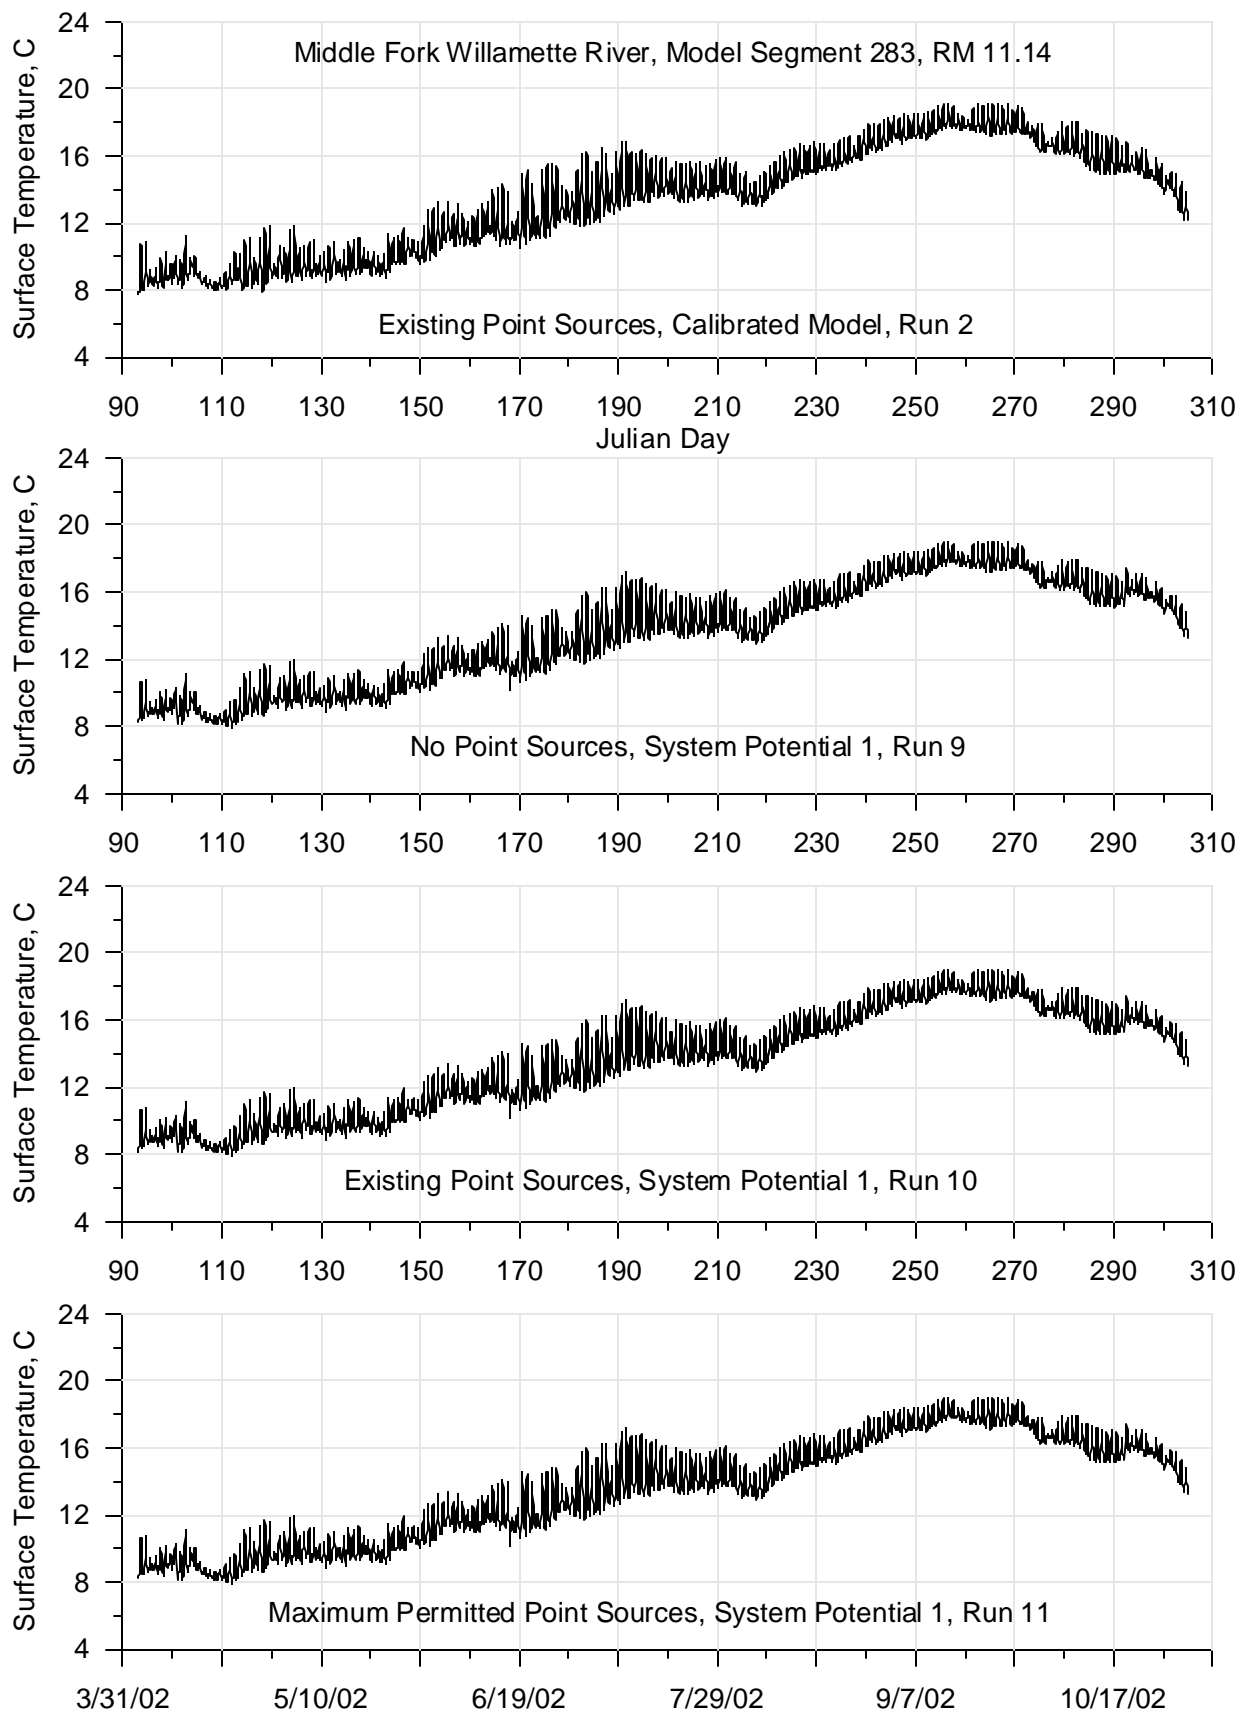 24
Middle Fork Willamette River, Model Segment 283, RM 11.14
20
16
12
8
Existing Point Sources, Calibrated Model, Run 2
4
Surface Temperature, C
90 110 130 150 170 190 210 230 250 270 290 310
Julian Day
24
20
16
12
8
No Point Sources, System Potential 1, Run 9
4
Surface Temperature, C
90 110 130 150 170 190 210 230 250 270 290 310
24
20
16
12
8
Existing Point Sources, System Potential 1, Run 10
4
Surface Temperature, C
90 110 130 150 170 190 210 230 250 270 290 310
24
20
16
12
8
Maximum Permitted Point Sources, System Potential 1, Run 11
4
Surface Temperature, C
3/31/02 5/10/02 6/19/02 7/29/02 9/7/02 10/17/02